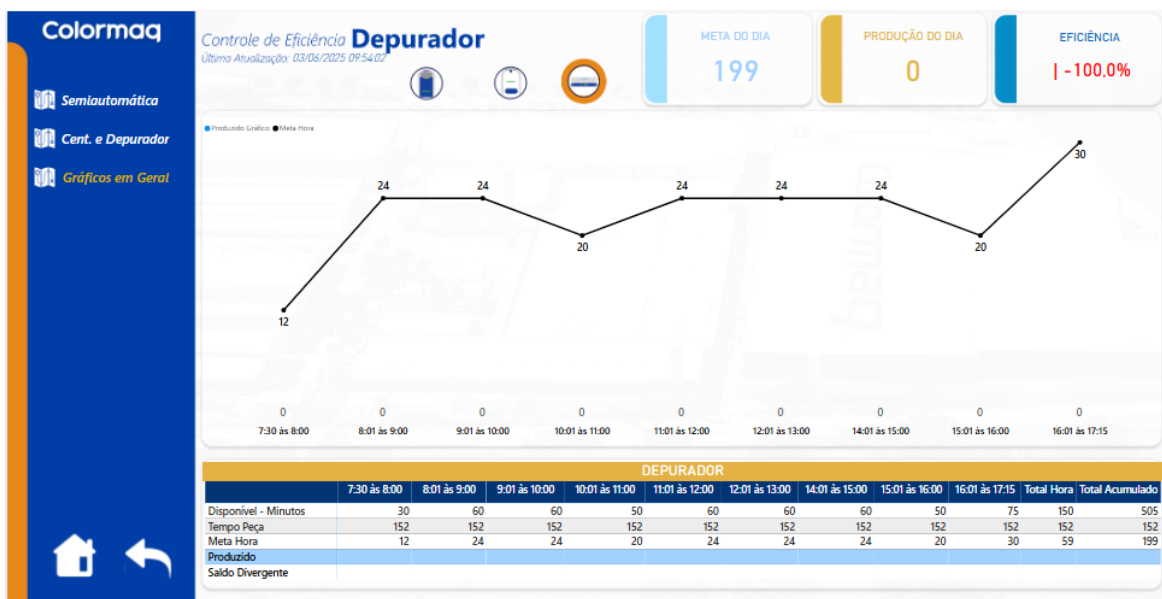 Colormaq
Controle de Eficiência Depurador
Última Atualização: 03/06/2025 09:54:02
META DO DIA
199
PRODUÇÃO DO DIA
0
EFICIÊNCIA
| -100,0%
Semiautomática
Cent. e Depurador
Gráficos em Geral
Produzido Gráfico Meta Hora
12 24 24 20 24 24 24 20 30
0 0 0 0 0 0 0 0 0
7:30 às 8:00 8:01 às 9:00 9:01 às 10:00 10:01 às 11:00 11:01 às 12:00 12:01 às 13:00 14:01 às 15:00 15:01 às 16:00 16:01 às 17:15
DEPURADOR
7:30 às 8:00 8:01 às 9:00 9:01 às 10:00 10:01 às 11:00 11:01 às 12:00 12:01 às 13:00 14:01 às 15:00 15:01 às 16:00 16:01 às 17:15 Total Hora Total Acumulado
Disponível - Minutos 30 60 60 50 60 60 60 50 75 150 505
Tempo Peça 152 152 152 152 152 152 152 152 152 152 152
Meta Hora 12 24 24 20 24 24 24 20 30 59 199
Produzido
Saldo Divergente